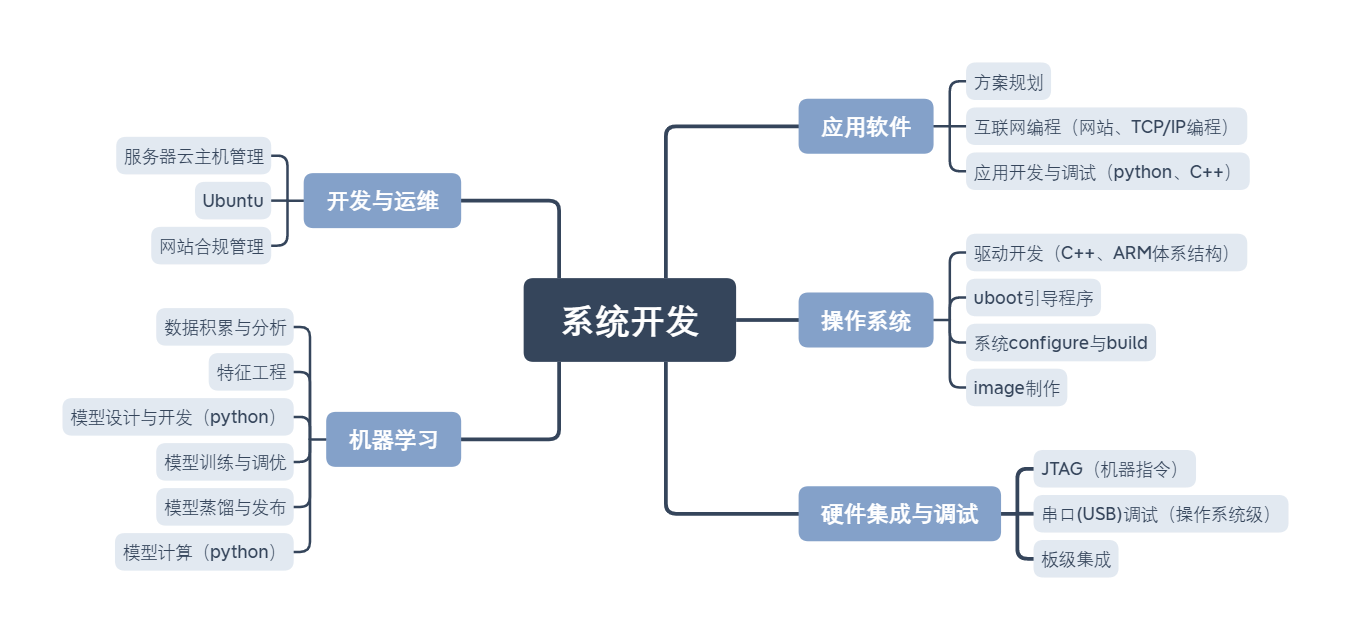 系统开发
应用软件
方案规划
互联网编程（网站、TCP/IP编程）
应用开发与调试（python、C++）
操作系统
驱动开发（C++、ARM体系结构）
uboot引导程序
系统configure与build
image制作
硬件集成与调试
JTAG（机器指令）
串口(USB)调试（操作系统级）
板级集成
开发与运维
服务器云主机管理
Ubuntu
网站合规管理
机器学习
数据积累与分析
特征工程
模型设计与开发（python）
模型训练与调优
模型蒸馏与发布
模型计算（python）